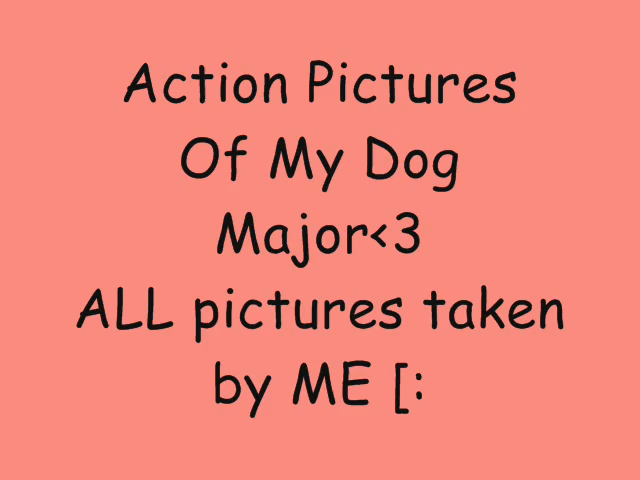 Action Pictures
Of My Dog
Major<3
ALL pictures taken
by ME [: